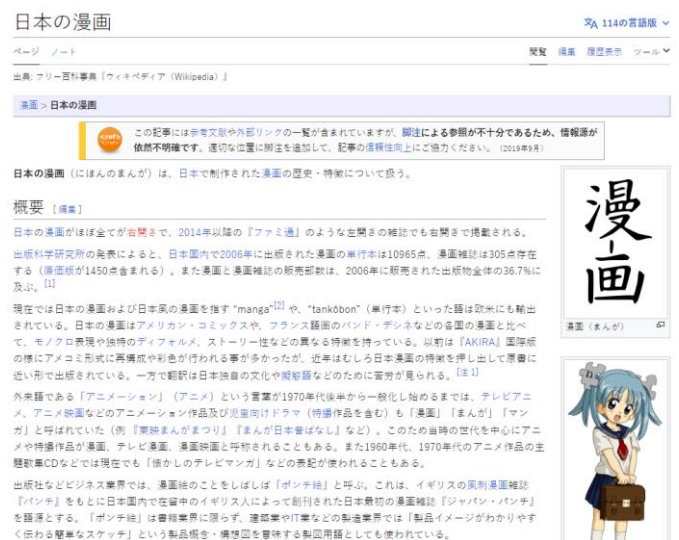 日本の漫画
114の言語版
ページ ノート
閲覧 編集 履歴表示 ツール
出典: フリー百科事典『ウィキペディア（Wikipedia）』
漫画 > 日本の漫画
この記事には参考文献や外部リンクの一覧が含まれていますが、脚注による参照が不十分であるため、情報源が
依然不明確です。適切な位置に脚注を追加して、記事の信頼性向上にご協力ください。（2019年9月）
日本の漫画（にほんのまんが）は、日本で制作された漫画の歴史・特徴について扱う。
概要 [編集]
日本の漫画がほぼ全てが右開きで、2014年以降の『ファミ通』のような左開きの雑誌でも右開きで掲載される。
出版科学研究所の発表によると、日本国内で2006年に出版された漫画の単行本は10965点、漫画雑誌は305点存在
する（廉価版が1450点含まれる）。また漫画と漫画雑誌の販売部数は、2006年に販売された出版物全体の36.7%に
及ぶ。[1]
現在では日本の漫画および日本風の漫画を指す "manga"[2] や、"tankōbon"（単行本）といった語は欧米にも輸出
されている。日本の漫画はアメリカン・コミックスや、フランス語圏のバンド・デシネなどの各国の漫画と比べ
て、モノクロ表現や独特のディフォルメ、ストーリー性などの異なる特徴を持っている。以前は『AKIRA』国際版
の様にアメコミ形式に再構成や彩色が行われる事が多かったが、近年はむしろ日本漫画の特徴を押し出して原書に
近い形で出版されている。一方で翻訳は日本独自の文化や擬態語などのために苦労が見られる。[注 1]
外来語である「アニメーション」（アニメ）という言葉が1970年代後半から一般化し始めるまでは、テレビアニ
メ、アニメ映画などのアニメーション作品及び児童向けドラマ（特撮作品を含む）も「漫画」「まんが」「マン
ガ」と呼ばれていた（例『東映まんがまつり』『まんが日本昔ばなし』など）。このため当時の世代を中心にアニ
メや特撮作品が漫画、テレビ漫画、漫画映画と呼称されることもある。また1960年代、1970年代のアニメ作品の主
題歌集CDなどでは現在でも「懐かしのテレビマンガ」などの表記が使われることもある。
出版社などビジネス業界では、漫画絵のことをしばしば「ポンチ絵」と呼ぶ。これは、イギリスの風刺漫画雑誌
『パンチ』をもとに日本国内で在留中のイギリス人によって創刊された日本最初の漫画雑誌『ジャパン・パンチ』
を語源とする。「ポンチ絵」は書籍業界に限らず、建築業やIT業などの製造業界では「製品イメージがわかりやす
く伝わる簡単なスケッチ」という製品概念・構想図を意味する製図用語としても使われている。
漫画
漫画（まんが）